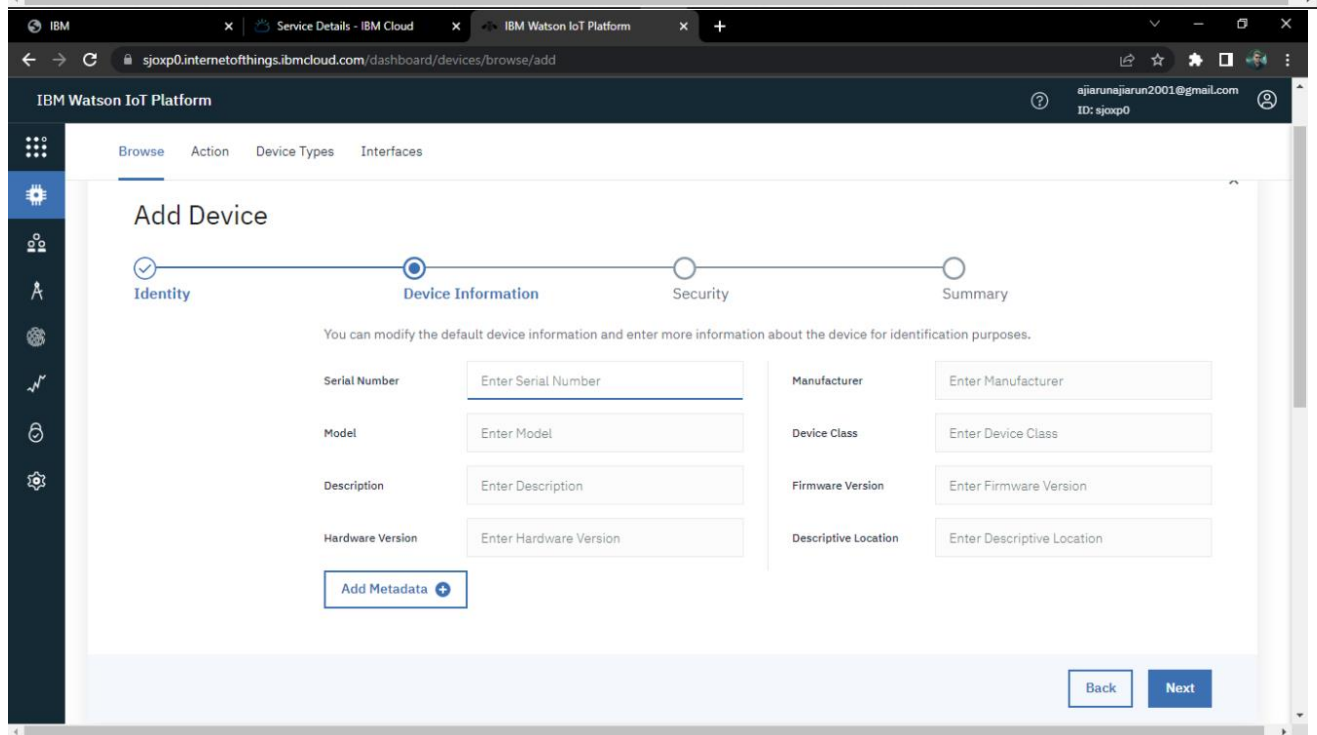 IBM
Service Details - IBM Cloud
IBM Watson IoT Platform
sjoxp0.internetofthings.ibmcloud.com/dashboard/devices/browse/add
IBM Watson IoT Platform
ajiarunajiarun2001@gmail.com
ID: sjoxp0
Browse Action Device Types Interfaces
Add Device
Identity Device Information Security Summary
You can modify the default device information and enter more information about the device for identification purposes.
Serial Number Enter Serial Number Manufacturer Enter Manufacturer
Model Enter Model Device Class Enter Device Class
Description Enter Description Firmware Version Enter Firmware Version
Hardware Version Enter Hardware Version Descriptive Location Enter Descriptive Location
Add Metadata
Back Next